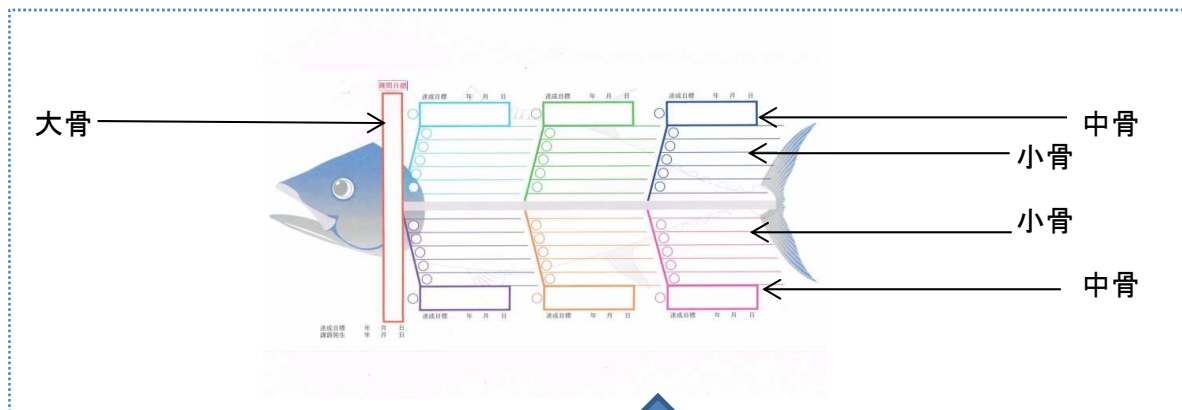 週間目標
達成目標 年 月 日
達成目標 年 月 日
達成目標 年 月 日
大骨
中骨
小骨
小骨
中骨
達成目標 年 月 日
達成目標 年 月 日
達成目標 年 月 日
達成目標 年 月 日
課題発生 年 月 日